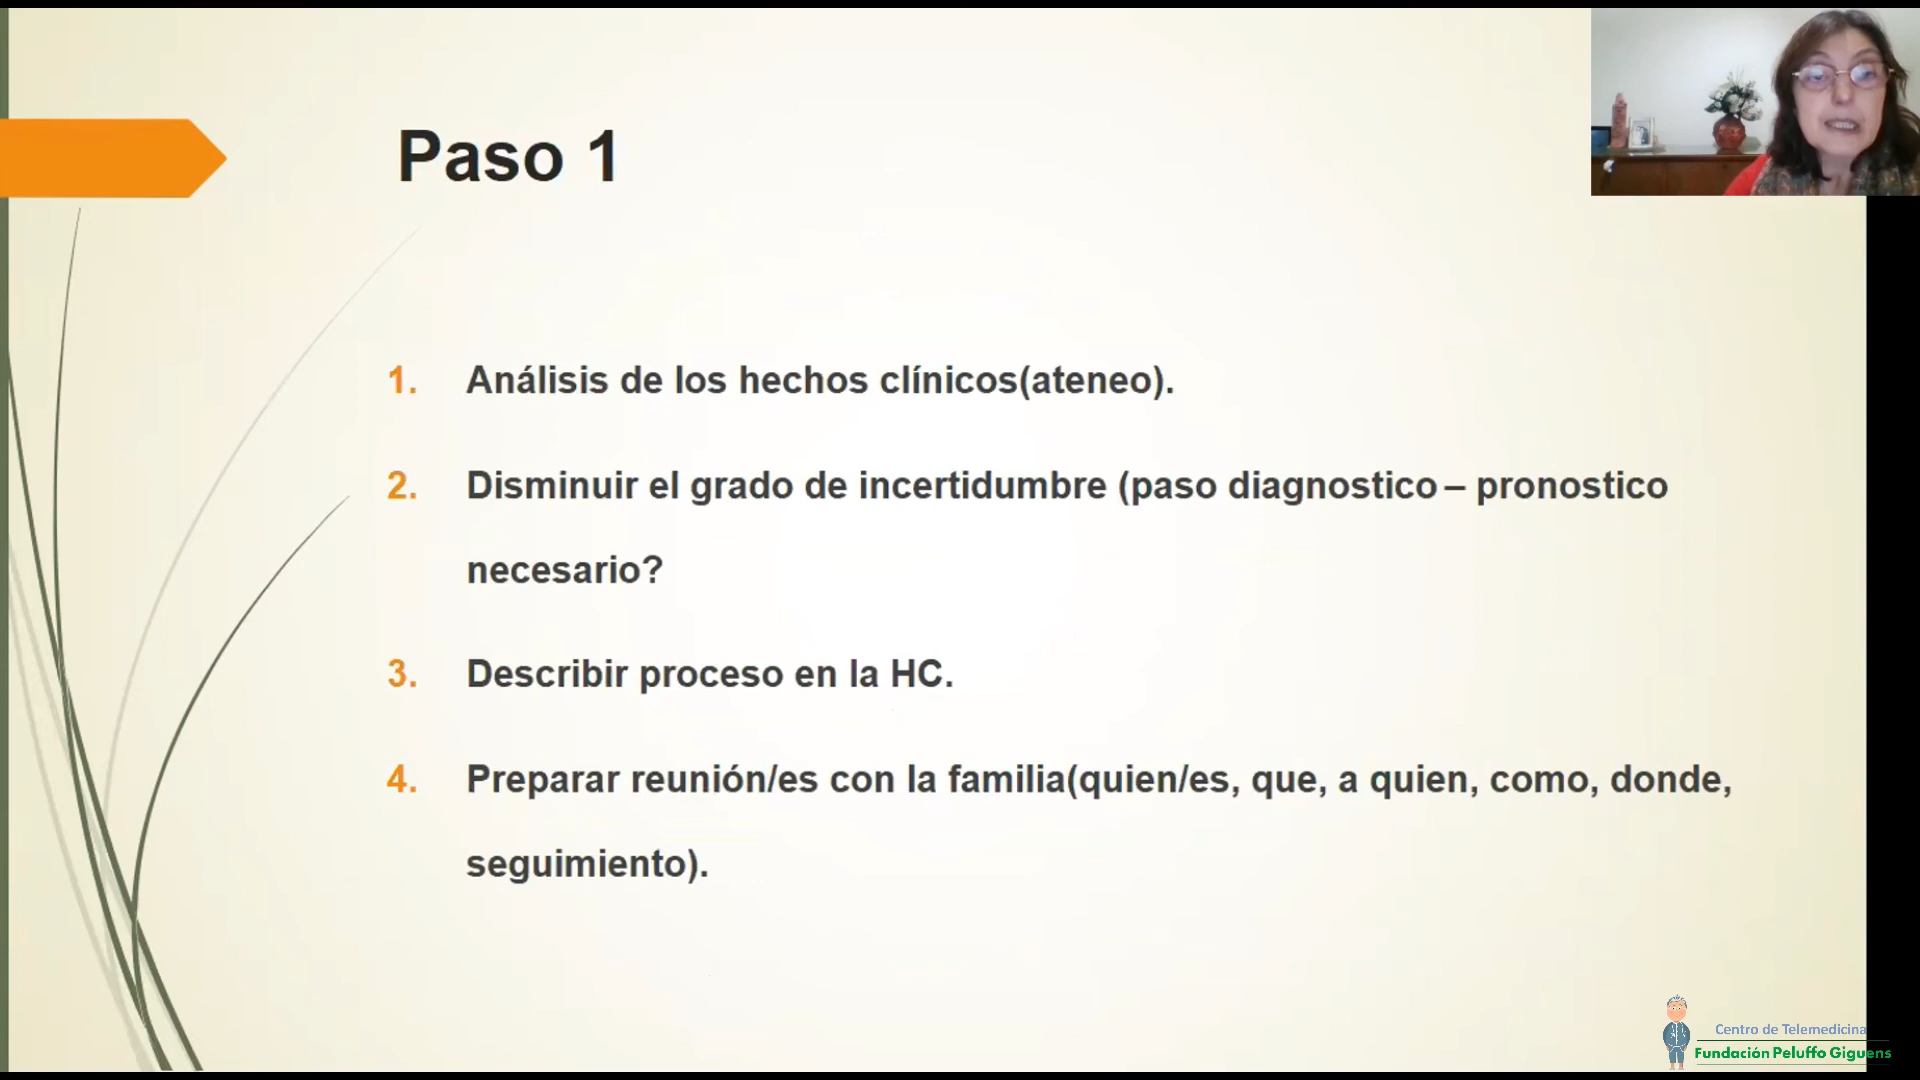 Paso 1
1. Análisis de los hechos clínicos(ateneo).
2. Disminuir el grado de incertidumbre (paso diagnostico – pronostico
necesario?
3. Describir proceso en la HC.
4. Preparar reunión/es con la familia(quien/es, que, a quien, como, donde,
seguimiento).
Centro de Telemedicina
Fundación Peluffo Giguens